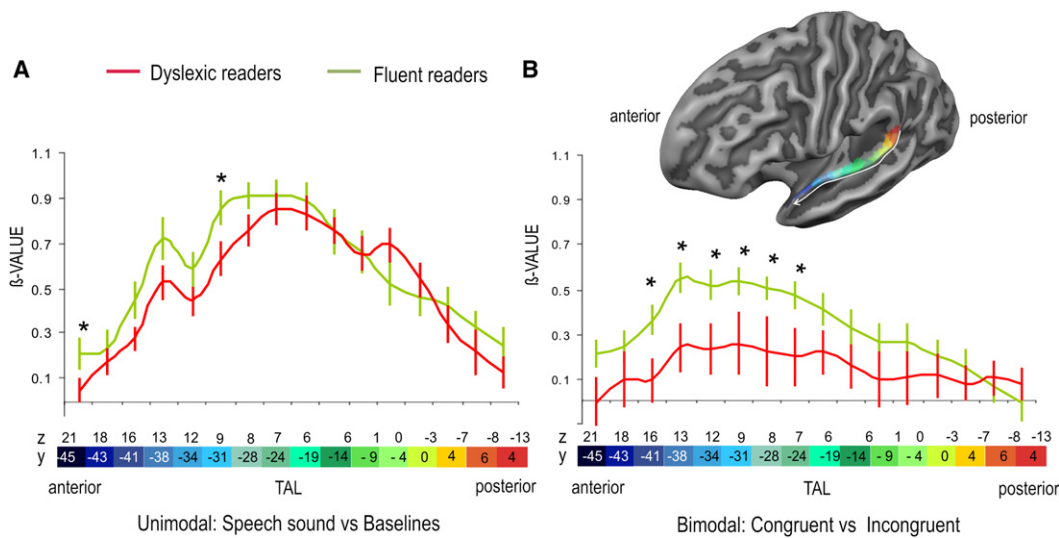 A
Dyslexic readers
Fluent readers
ß-VALUE
1.1
0.9
0.7
0.5
0.3
0.1
*
*
z 21 18 16 13 12 9 8 7 6 6 1 0 -3 -7 -8 -13
y -45 -43 -41 -38 -34 -31 -28 -24 -19 -14 -9 -4 0 4 6 4
anterior TAL posterior
Unimodal: Speech sound vs Baselines
B
anterior
posterior
ß-VALUE
1.1
0.9
0.7
0.5
0.3
0.1
* * * * * *
z 21 18 16 13 12 9 8 7 6 6 1 0 -3 -7 -8 -13
y -45 -43 -41 -38 -34 -31 -28 -24 -19 -14 -9 -4 0 4 6 4
anterior TAL posterior
Bimodal: Congruent vs Incongruent